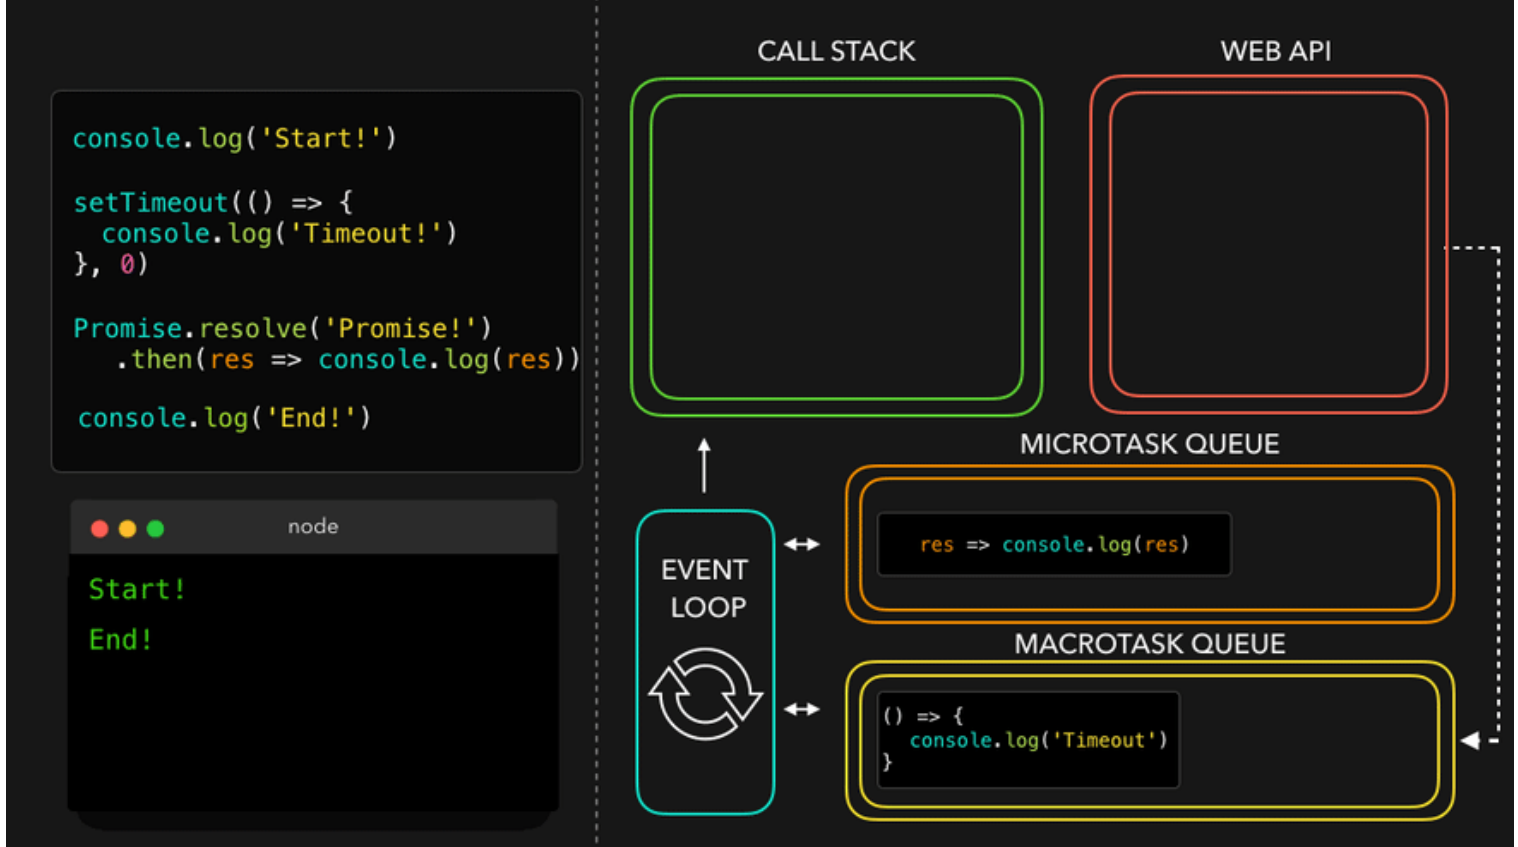 console.log('Start!')
setTimeout(() => {
  console.log('Timeout!')
}, 0)
Promise.resolve('Promise!')
   .then(res => console.log(res))
console.log('End!')
node
Start!
End!
CALL STACK
WEB API
MICROTASK QUEUE
res => console.log(res)
EVENT
LOOP
MACROTASK QUEUE
() => {
  console.log('Timeout')
}